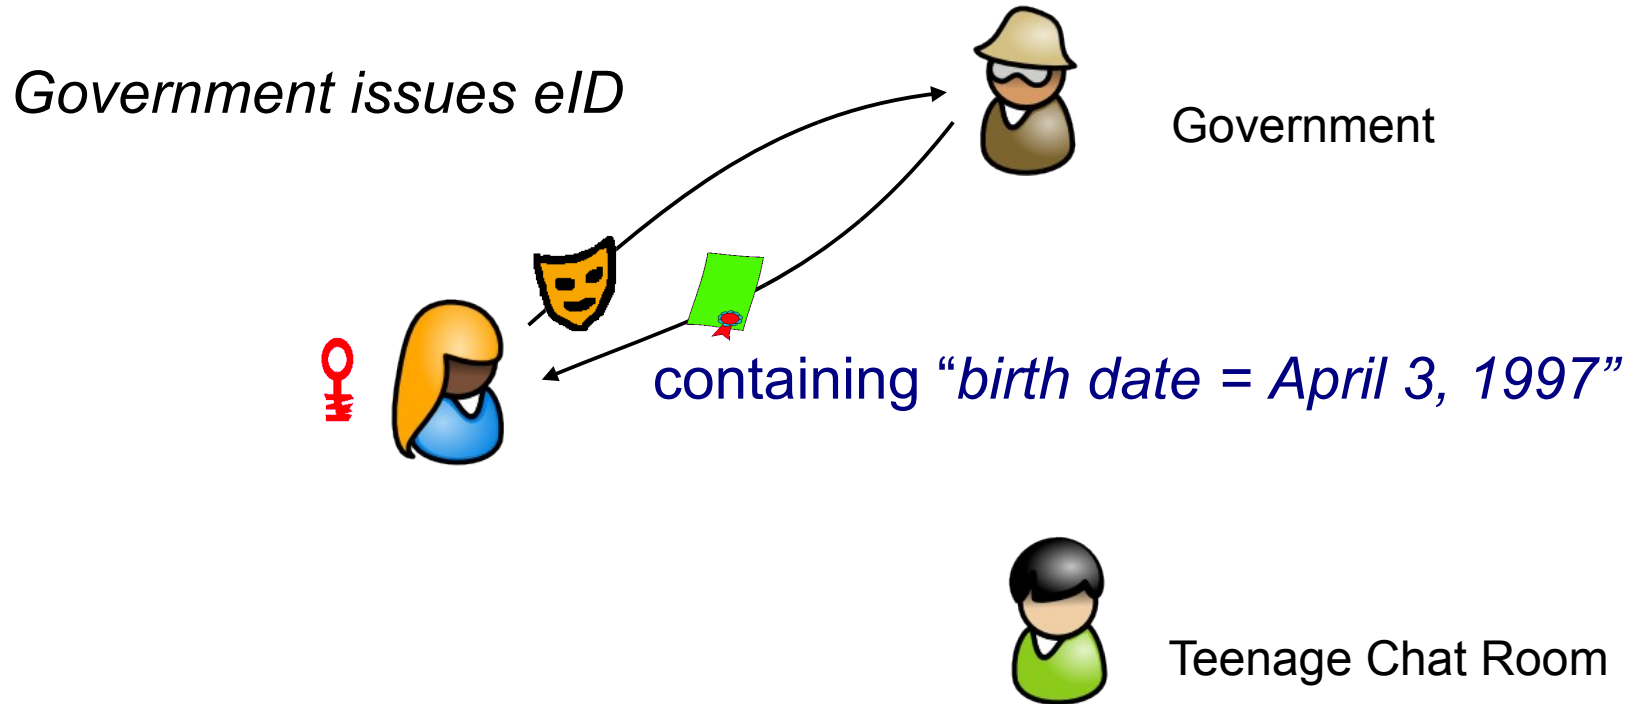 Government issues eID
Government
containing “birth date = April 3, 1997”
Teenage Chat Room